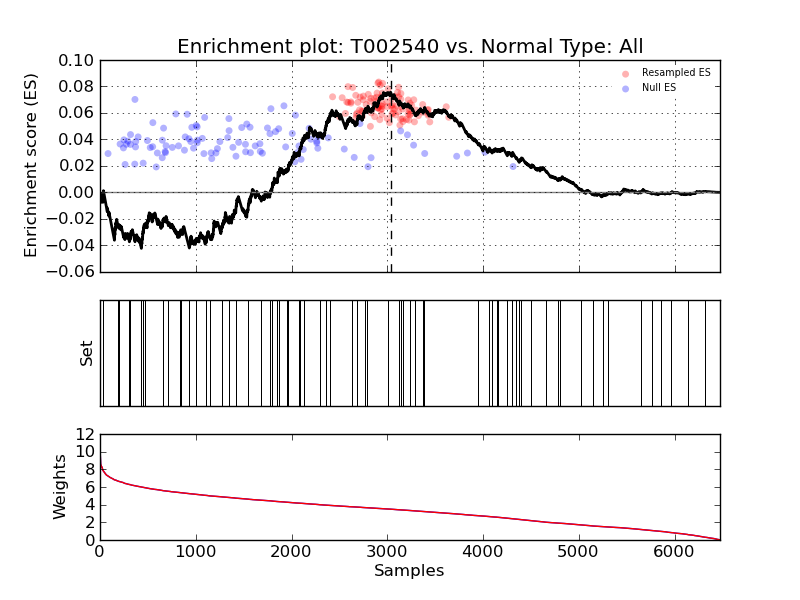 Enrichment plot: T002540 vs. Normal Type: All
Enrichment score (ES)
0.10
0.08
0.06
0.04
0.02
0.00
−0.02
−0.04
−0.06
Resampled ES
Null ES
Set
Weights
12
10
8
6
4
2
0
0 1000 2000 3000 4000 5000 6000
Samples